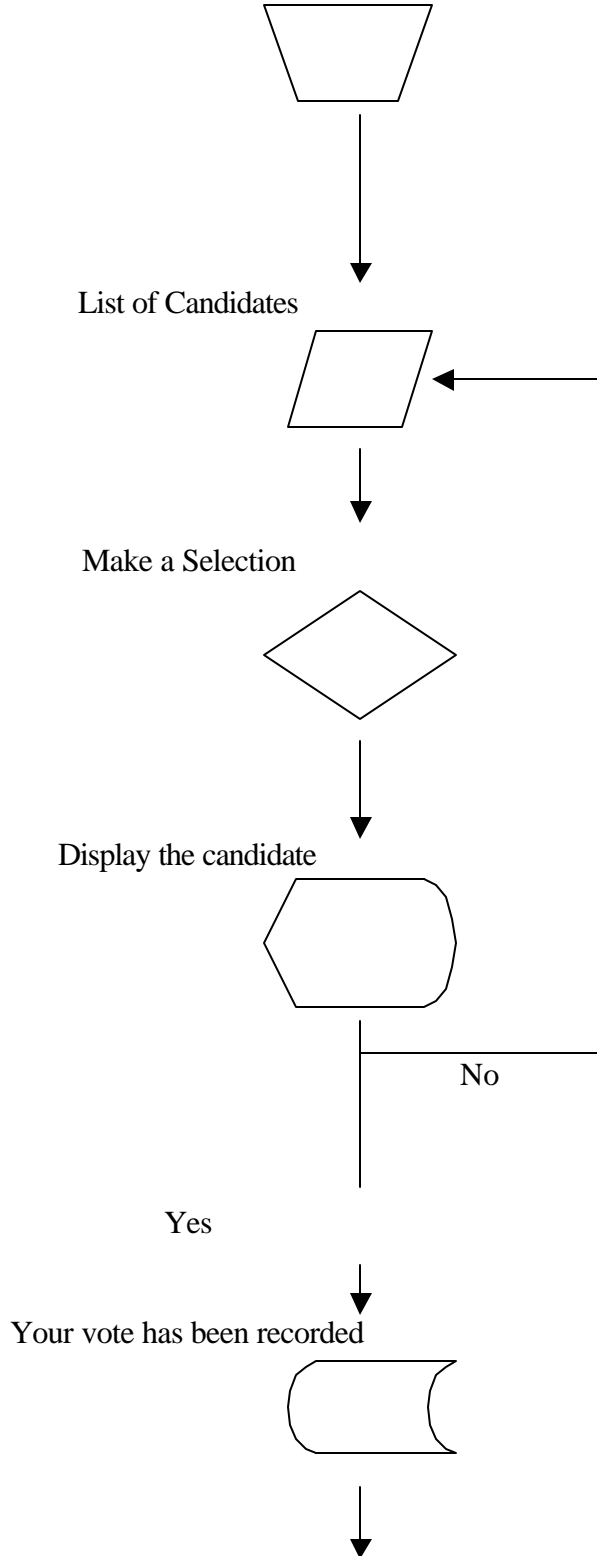 List of Candidates
Make a Selection
Display the candidate
No
Yes
Your vote has been recorded